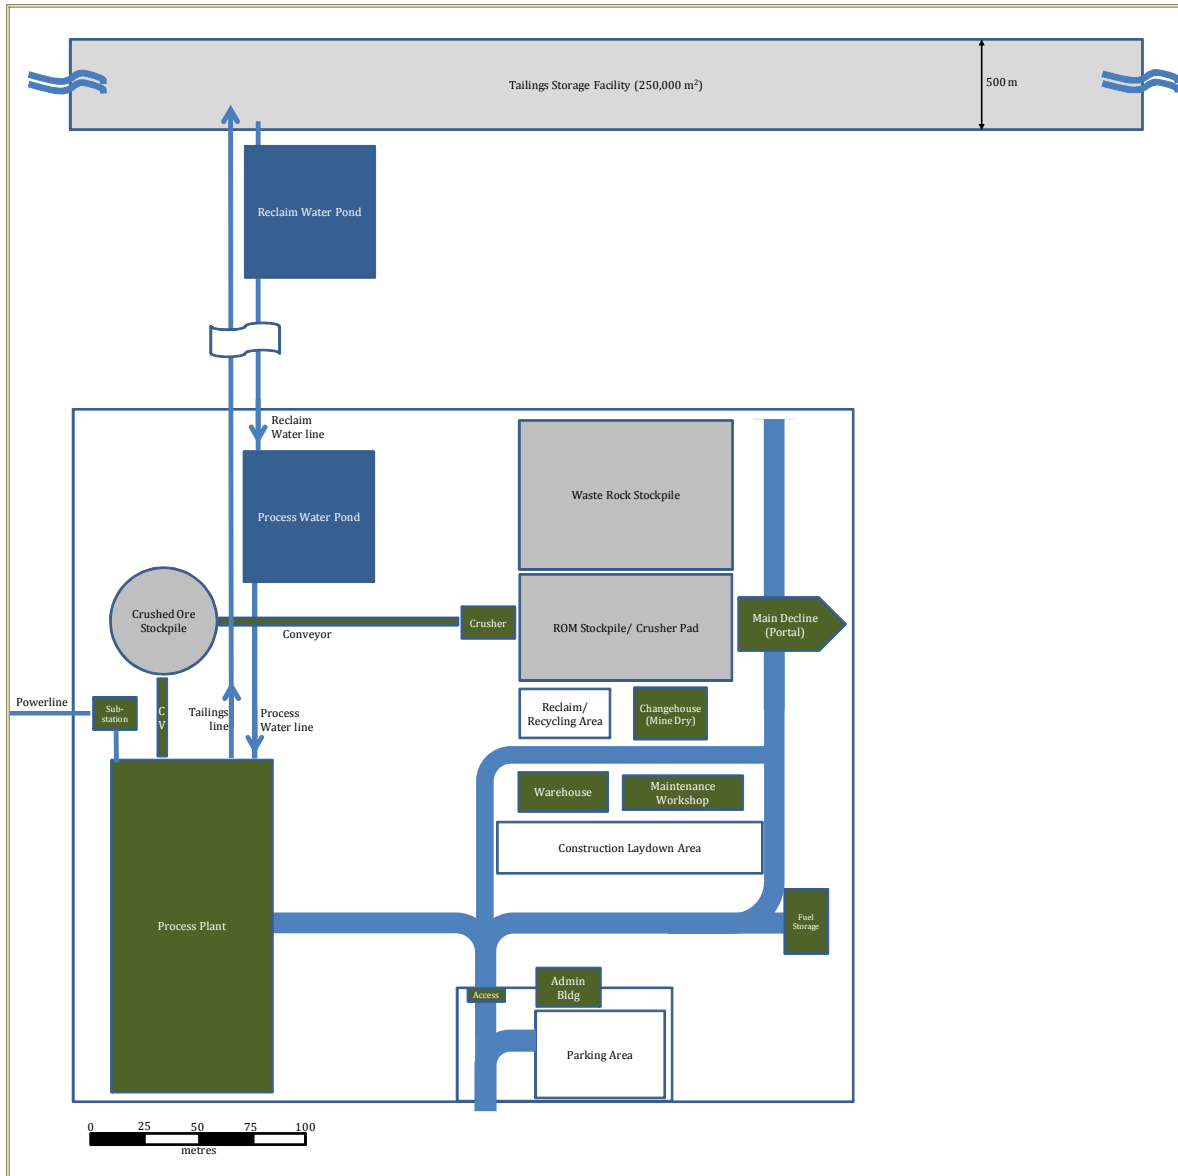 Tailings Storage Facility (250,000 m²)
500 m
Reclaim Water Pond
Reclaim
Water line
Process Water Pond
Waste Rock Stockpile
Crushed Ore
Stockpile
Conveyor
Crusher
ROM Stockpile/ Crusher Pad
Main Decline
(Portal)
Powerline
Sub-
station
C
V
Tailings
line
Process
Water line
Reclaim/
Recycling Area
Changehouse
(Mine Dry)
Warehouse
Maintenance
Workshop
Construction Laydown Area
Process Plant
Fuel
Storage
Access
Admin
Bldg
Parking Area
0 25 50 75 100
metres